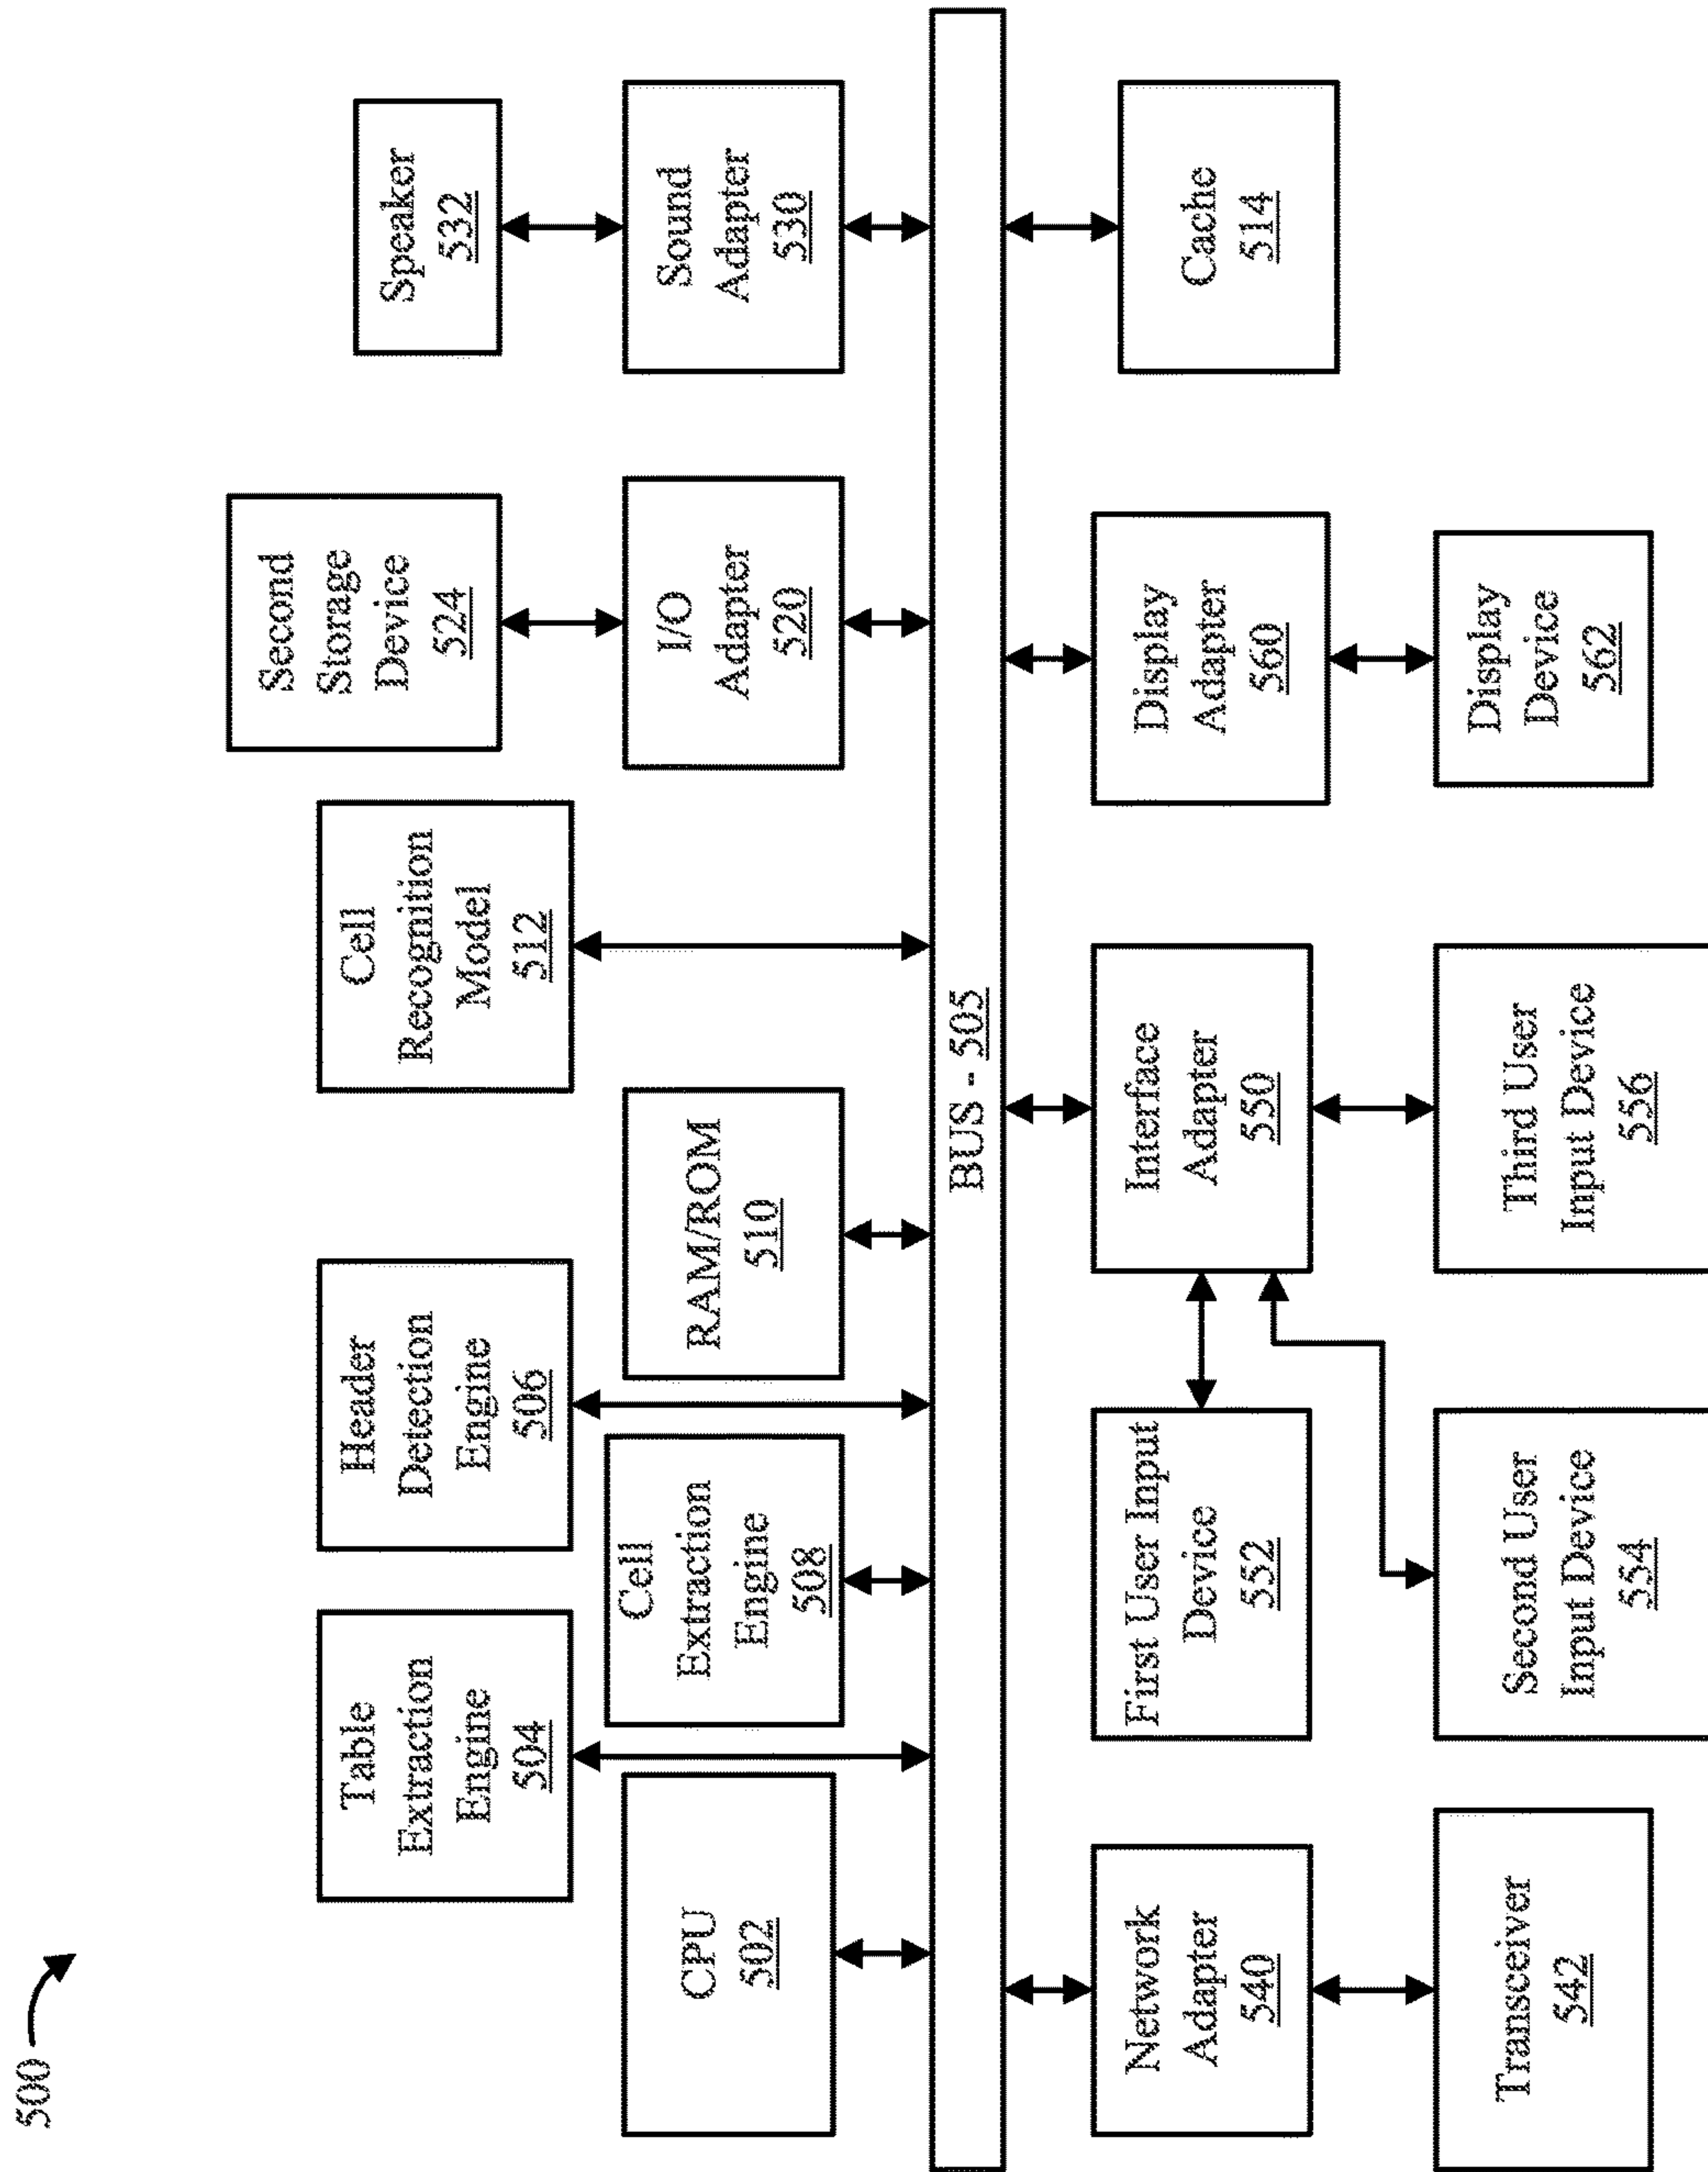 500
Table
Extraction
Engine
504
Header
Detection
Engine
506
Cell
Recognition
Model
512
Second
Storage
Device
524
Speaker
532
CPU
502
Cell
Extraction
Engine
508
RAM/ROM
510
I/O
Adapter
520
Sound
Adapter
530
BUS - 505
Network
Adapter
540
First User Input
Device
552
Interface
Adapter
550
Display
Adapter
560
Cache
514
Transceiver
542
Second User
Input Device
554
Third User
Input Device
556
Display
Device
562